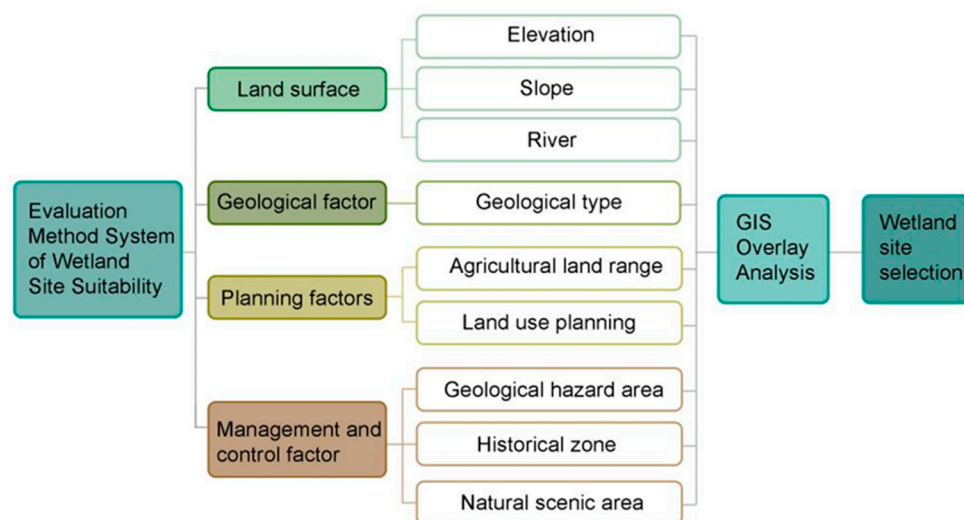 Evaluation
Method System
of Wetland
Site Suitability
Land surface
Elevation
Slope
River
Geological factor
Geological type
Planning factors
Agricultural land range
Land use planning
Management and
control factor
Geological hazard area
Historical zone
Natural scenic area
GIS
Overlay
Analysis
Wetland
site
selection